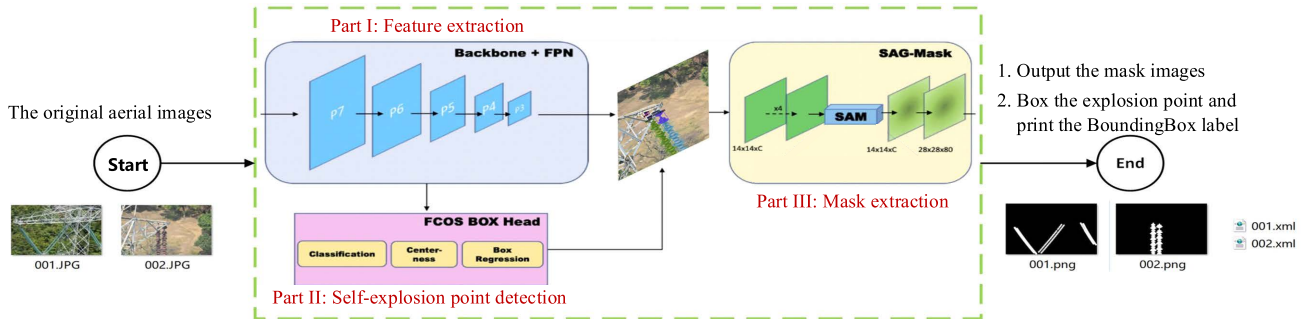 Part I: Feature extraction
Backbone + FPN
P7
P6
P5
P4
P3
SAG-Mask
x4
SAM
14x14xC
14x14xC
28x28x80
Part III: Mask extraction
The original aerial images
Start
001.JPG
002.JPG
FCOS BOX Head
Classification
Center-
ness
Box
Regression
Part II: Self-explosion point detection
1. Output the mask images
2. Box the explosion point and
print the BoundingBox label
End
001.png
002.png
001.xml
002.xml